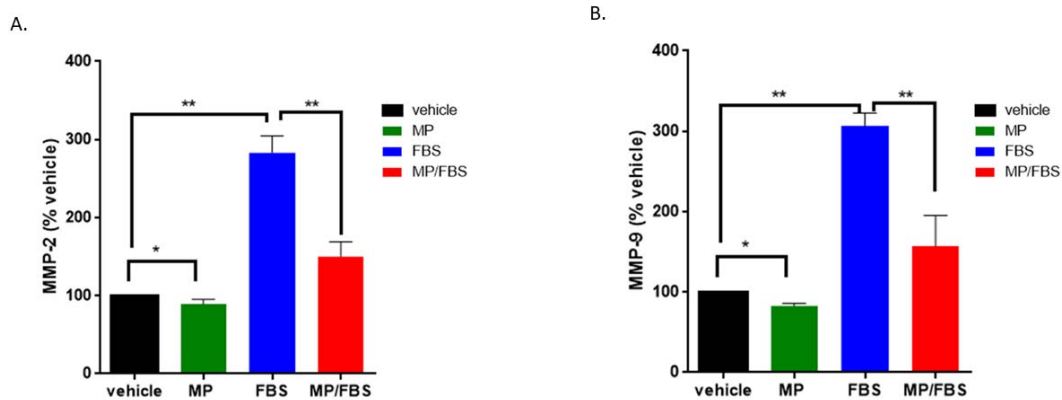 A.
MMP-2 (% vehicle)
400
300
200
100
0
**
**
*
vehicle
MP
FBS
MP/FBS
vehicle MP FBS MP/FBS
B.
MMP-9 (% vehicle)
400
300
200
100
0
**
**
*
vehicle
MP
FBS
MP/FBS
vehicle MP FBS MP/FBS